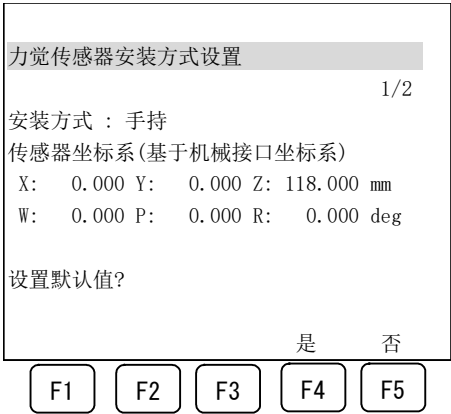 力觉传感器安装方式设置
1/2
安装方式 : 手持
传感器坐标系(基于机械接口坐标系)
X: 0.000 Y: 0.000 Z: 118.000 mm
W: 0.000 P: 0.000 R: 0.000 deg
设置默认值?
是 否
F1 F2 F3 F4 F5